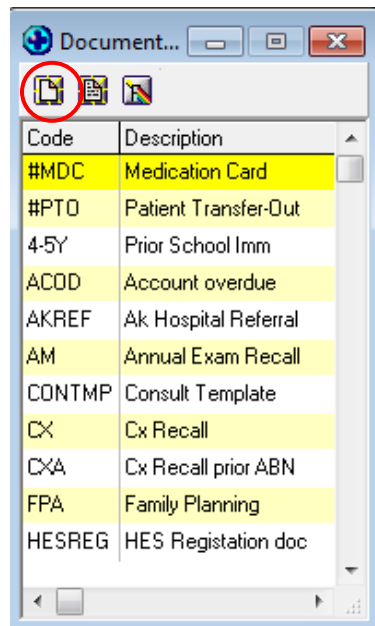 Document...
Code Description
#MDC Medication Card
#PTO Patient Transfer-Out
4-5Y Prior School Imm
ACOD Account overdue
AKREF Ak Hospital Referral
AM Annual Exam Recall
CONTMP Consult Template
CX Cx Recall
CXA Cx Recall prior ABN
FPA Family Planning
HESREG HES Registation doc